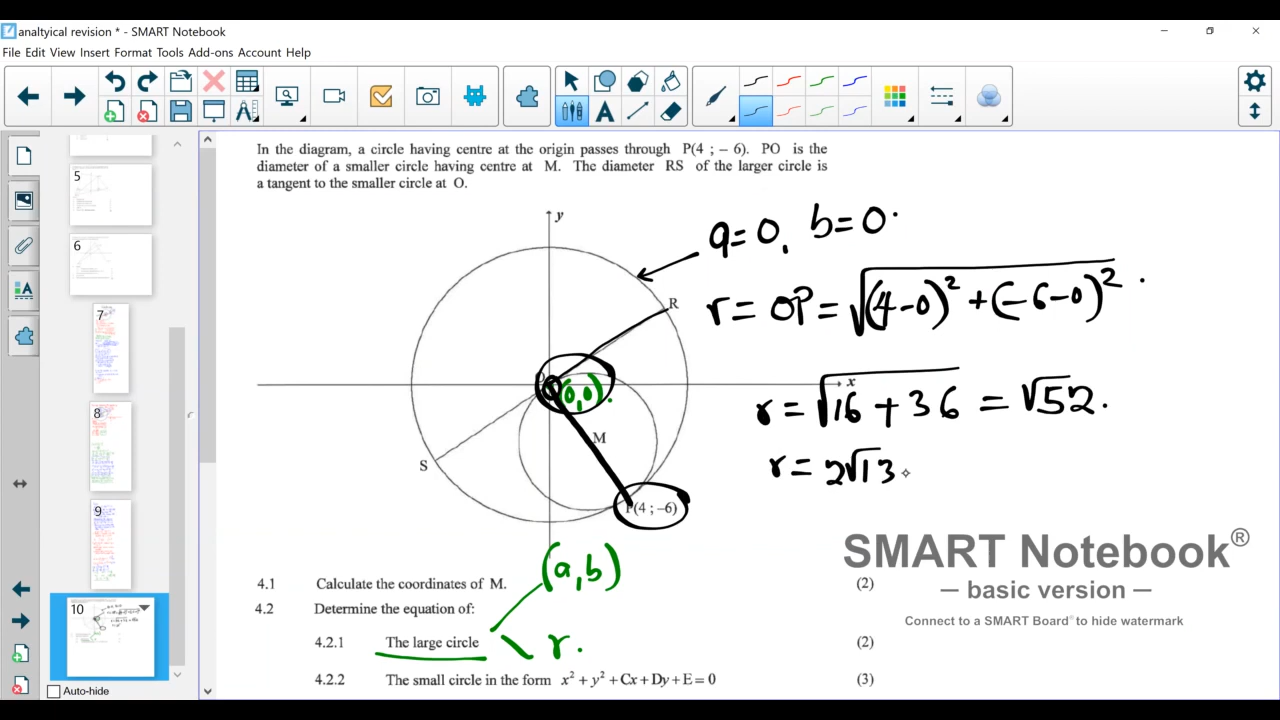 analtyical revision * - SMART Notebook
File Edit View Insert Format Tools Add-ons Account Help
In the diagram, a circle having centre at the origin passes through P(4 ; – 6). PO is the
diameter of a smaller circle having centre at M. The diameter RS of the larger circle is
a tangent to the smaller circle at O.
y
a=0, b=0.
R
r = OP = √(4-0)² + (-6-0)²
(0,0).
x
r = √16 + 36 = √52.
M
S
r = 2√13
P(4 ; –6)
(a,b)
SMART Notebook®
— basic version —
Connect to a SMART Board® to hide watermark
4.1 Calculate the coordinates of M. (2)
4.2 Determine the equation of:
4.2.1 The large circle (2)
r.
4.2.2 The small circle in the form x² + y² + Cx + Dy + E = 0 (3)
5
6
7
8
9
10
Auto-hide